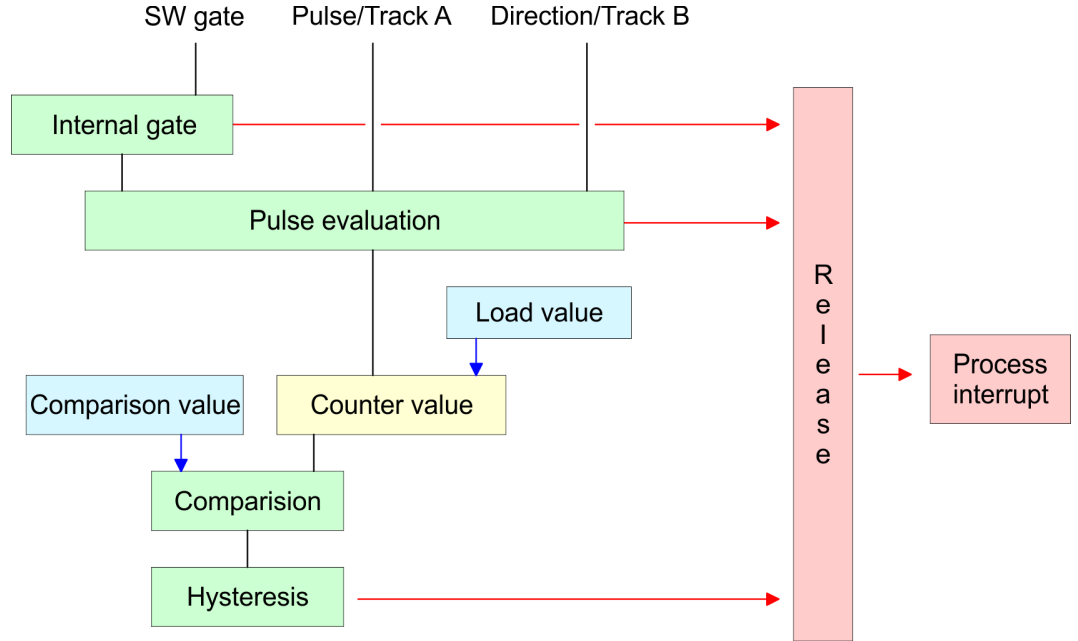 SW gate
Pulse/Track A
Direction/Track B
Internal gate
Pulse evaluation
Load value
Comparison value
Counter value
Comparision
Hysteresis
Release
Process
interrupt